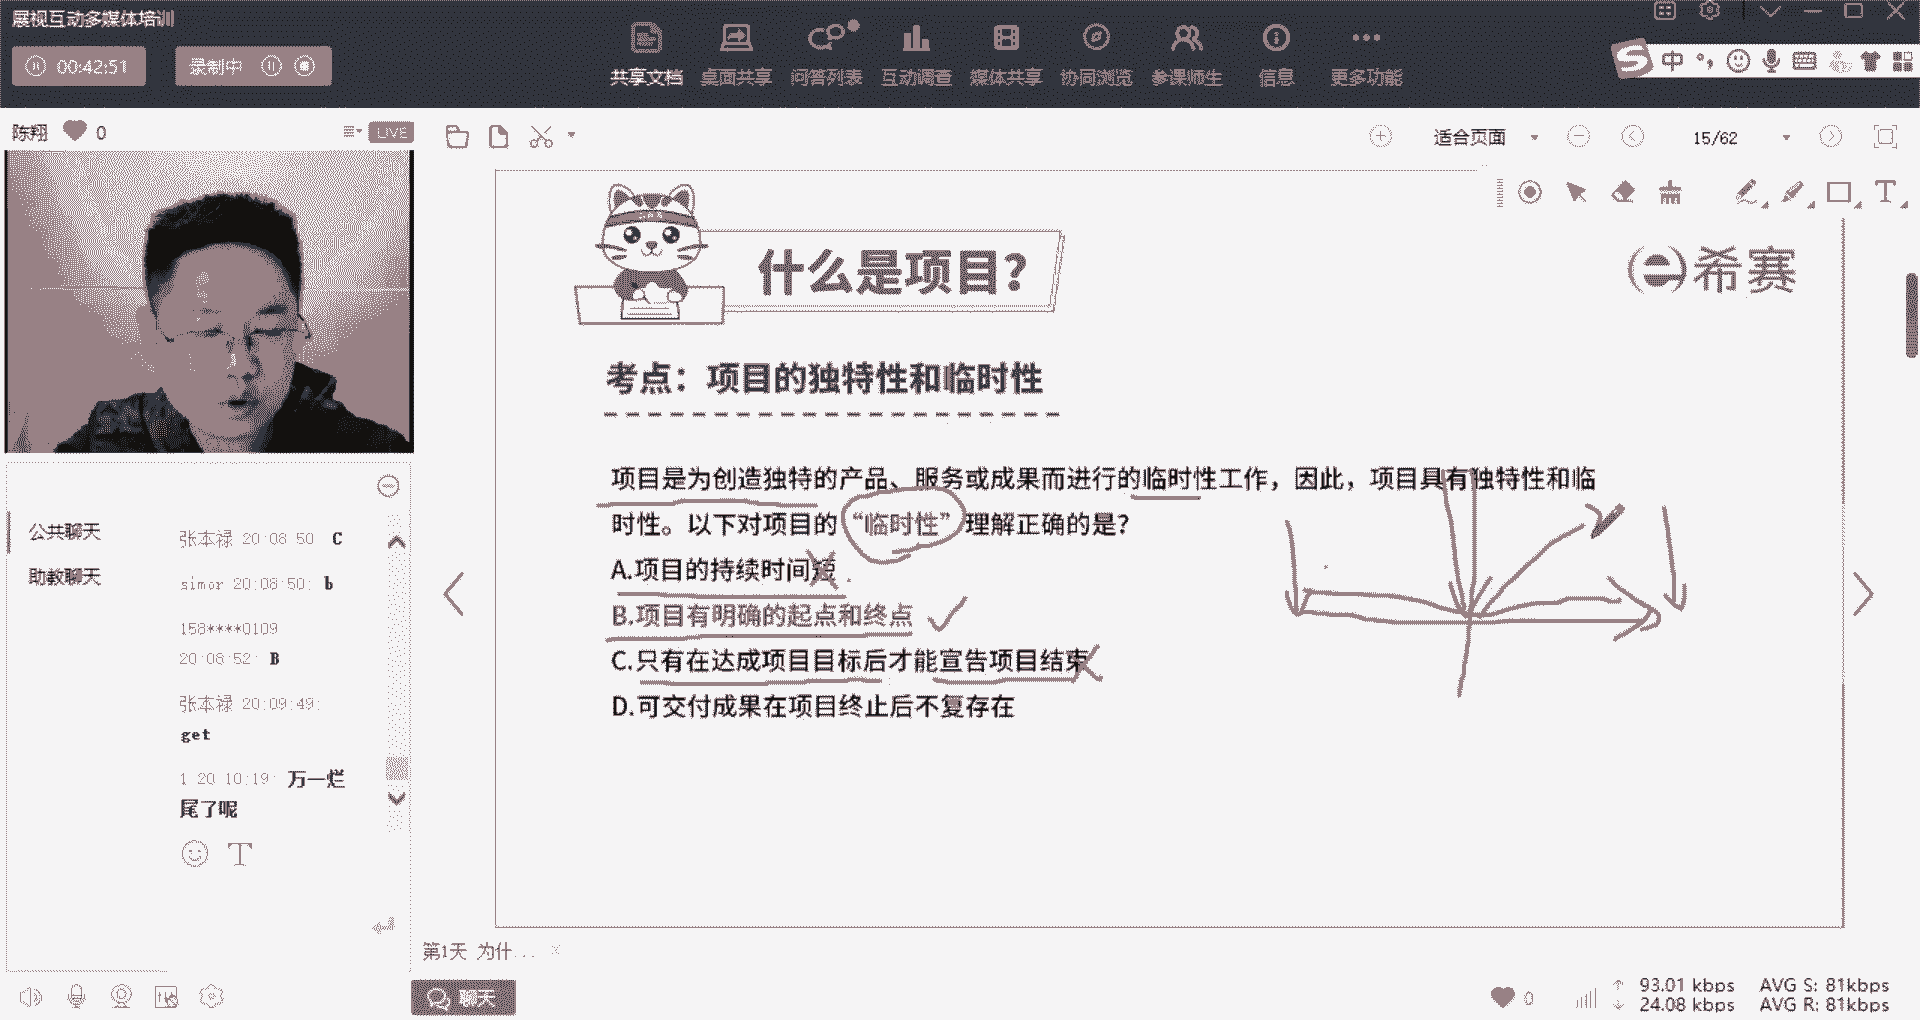 展视互动多媒体培训
00:42:51
录制中
共享文档 桌面共享 问答列表 互动调查 媒体共享 协同浏览 参课师生 信息 更多功能
中
陈翔 0
LIVE
适合页面
15/62
T
什么是项目?
希赛
考点：项目的独特性和临时性
项目是为创造独特的产品、服务或成果而进行的临时性工作，因此，项目具有独特性和临
时性。以下对项目的“临时性”理解正确的是?
A.项目的持续时间短
B.项目有明确的起点和终点
C.只有在达成项目目标后才能宣告项目结束
D.可交付成果在项目终止后不复存在
公共聊天
助教聊天
张本禄 20:08:50: C
simor 20:08:50: b
158****0109
20:08:52: B
张本禄 20:09:49:
get
1 20:10:19: 万一烂
尾了呢
T
第1天 为什...
聊天
0
93.01 kbps AVG S: 81kbps
24.08 kbps AVG R: 81kbps